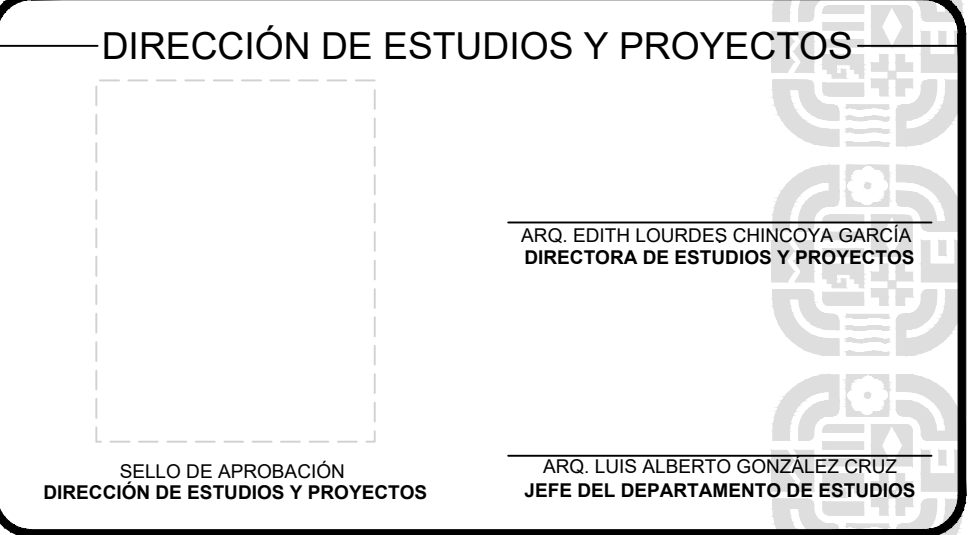 DIRECCIÓN DE ESTUDIOS Y PROYECTOS
ARQ. EDITH LOURDES CHINCOYA GARCÍA
DIRECTORA DE ESTUDIOS Y PROYECTOS
SELLO DE APROBACIÓN
DIRECCIÓN DE ESTUDIOS Y PROYECTOS
ARQ. LUIS ALBERTO GONZÁLEZ CRUZ
JEFE DEL DEPARTAMENTO DE ESTUDIOS